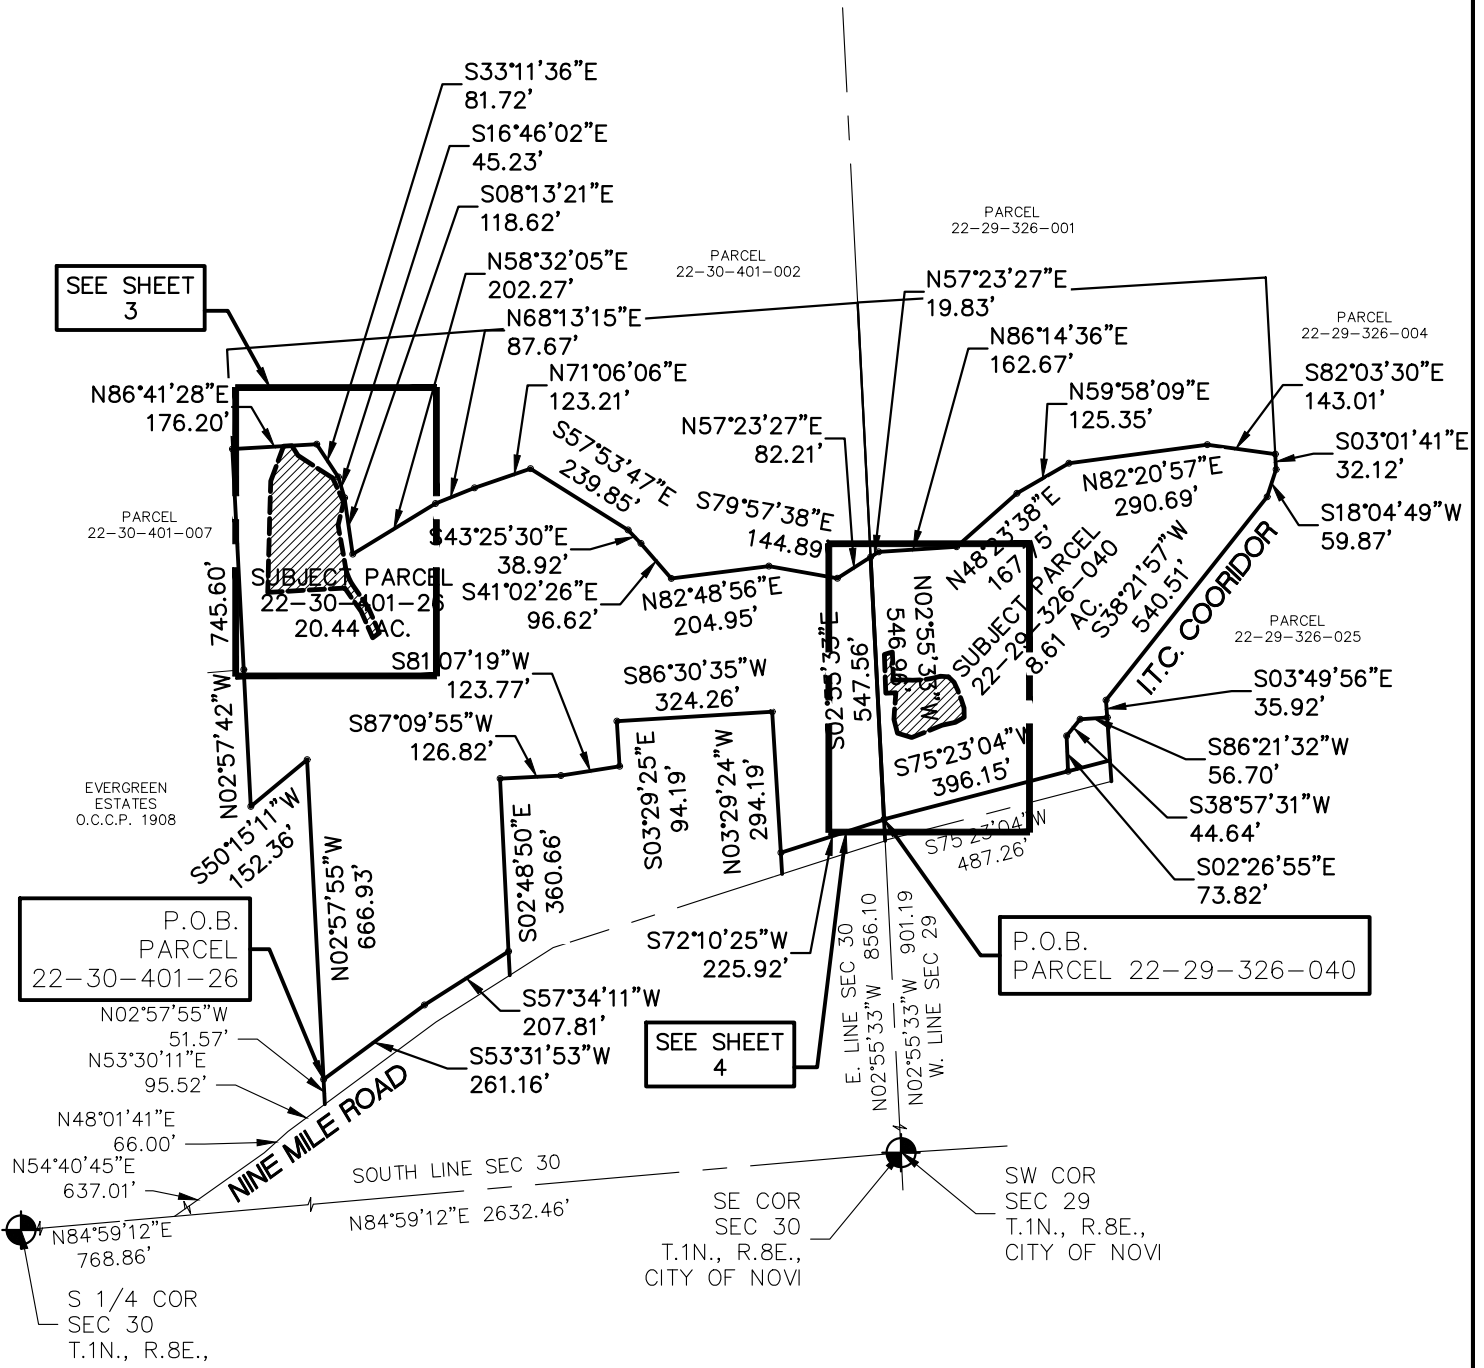 S33°11'36"E
81.72'
S16°46'02"E
45.23'
S08°13'21"E
118.62'
N58°32'05"E
202.27'
N68°13'15"E
87.67'
PARCEL
22-29-326-001
PARCEL
22-30-401-002
SEE SHEET
3
N57°23'27"E
19.83'
N86°14'36"E
162.67'
PARCEL
22-29-326-004
N86°41'28"E
176.20'
N71°06'06"E
123.21'
N59°58'09"E
125.35'
S82°03'30"E
143.01'
N57°23'27"E
82.21'
S57°53'47"E
239.85'
S03°01'41"E
32.12'
N82°20'57"E
290.69'
S79°57'38"E
144.89'
S18°04'49"W
59.87'
PARCEL
22-30-401-007
S43°25'30"E
38.92'
N48°23'38"E
167.75'
SUBJECT PARCEL
22-29-326-040
8.61 AC.
S38°21'57"W
540.51'
I.T.C. COORIDOR
745.60'
SUBJECT PARCEL
22-30-401-26
20.44 AC.
S41°02'26"E
96.62'
N82°48'56"E
204.95'
S02°55'33"E
547.56'
N02°55'33"W
546.96'
PARCEL
22-29-326-025
S81°07'19"W
123.77'
S86°30'35"W
324.26'
S03°49'56"E
35.92'
N02°57'42"W
S87°09'55"W
126.82'
S75°23'04"W
396.15'
S86°21'32"W
56.70'
EVERGREEN
ESTATES
O.C.C.P. 1908
S03°29'25"E
94.19'
N03°29'24"W
294.19'
S38°57'31"W
44.64'
S50°15'11"W
152.36'
S02°48'50"E
360.66'
S75°23'04"W
487.26'
S02°26'55"E
73.82'
N02°57'55"W
666.93'
P.O.B.
PARCEL
22-30-401-26
S72°10'25"W
225.92'
E. LINE SEC 30
N02°55'33"W 856.10
N02°55'33"W 901.19
W. LINE SEC 29
P.O.B.
PARCEL 22-29-326-040
N02°57'55"W
51.57'
S57°34'11"W
207.81'
N53°30'11"E
95.52'
S53°31'53"W
261.16'
SEE SHEET
4
N48°01'41"E
66.00'
NINE MILE ROAD
N54°40'45"E
637.01'
SOUTH LINE SEC 30
N84°59'12"E 2632.46'
N84°59'12"E
768.86'
SE COR
SEC 30
T.1N., R.8E.,
CITY OF NOVI
SW COR
SEC 29
T.1N., R.8E.,
CITY OF NOVI
S 1/4 COR
SEC 30
T.1N., R.8E.,